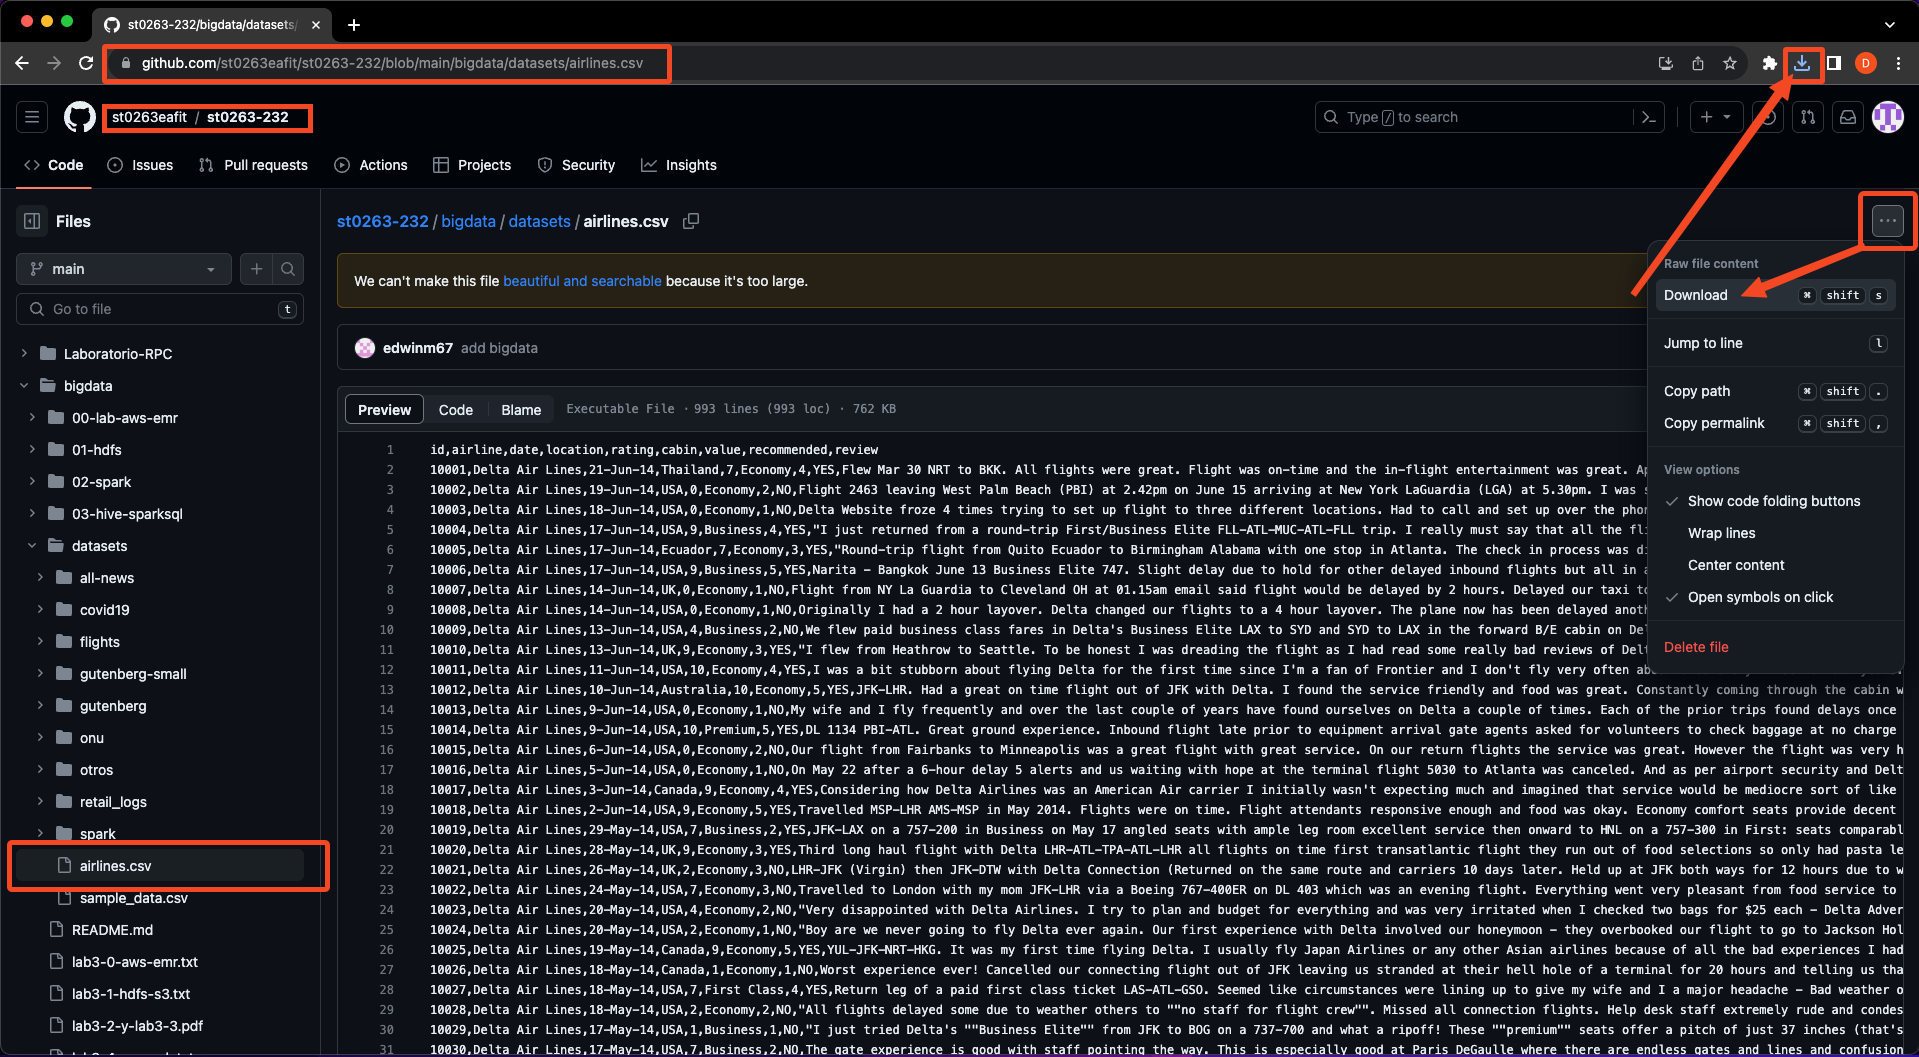 st0263-232/bigdata/datasets/
github.com/st0263eafit/st0263-232/blob/main/bigdata/datasets/airlines.csv
D
st0263eafit / st0263-232
Type / to search
Code
Issues
Pull requests
Actions
Projects
Security
Insights
Files
main
Go to file
t
Laboratorio-RPC
bigdata
00-lab-aws-emr
01-hdfs
02-spark
03-hive-sparksql
datasets
all-news
covid19
flights
gutenberg-small
gutenberg
onu
otros
retail_logs
spark
airlines.csv
sample_data.csv
README.md
lab3-0-aws-emr.txt
lab3-1-hdfs-s3.txt
lab3-2-y-lab3-3.pdf
st0263-232 / bigdata / datasets / airlines.csv
We can't make this file beautiful and searchable because it's too large.
edwinm67 add bigdata
Preview Code Blame Executable File · 993 lines (993 loc) · 762 KB
1 id,airline,date,location,rating,cabin,value,recommended,review
2 10001,Delta Air Lines,21-Jun-14,Thailand,7,Economy,4,YES,Flew Mar 30 NRT to BKK. All flights were great. Flight was on-time and the in-flight entertainment was great.
3 10002,Delta Air Lines,19-Jun-14,USA,0,Economy,2,NO,Flight 2463 leaving West Palm Beach (PBI) at 2.42pm on June 15 arriving at New York LaGuardia (LGA) at 5.30pm. I was
4 10003,Delta Air Lines,18-Jun-14,USA,0,Economy,1,NO,Delta Website froze 4 times trying to set up flight to three different locations. Had to call and set up over the pho
5 10004,Delta Air Lines,17-Jun-14,USA,9,Business,4,YES,"I just returned from a round-trip First/Business Elite FLL-ATL-MUC-ATL-FLL trip. I really must say that all the fli
6 10005,Delta Air Lines,17-Jun-14,Ecuador,7,Economy,3,YES,"Round-trip flight from Quito Ecuador to Birmingham Alabama with one stop in Atlanta. The check in process was di
7 10006,Delta Air Lines,17-Jun-14,USA,9,Business,5,YES,Narita - Bangkok June 13 Business Elite 747. Slight delay due to hold for other delayed inbound flights but all in a
8 10007,Delta Air Lines,14-Jun-14,UK,0,Economy,1,NO,Flight from NY La Guardia to Cleveland OH at 01.15am email said flight would be delayed by 2 hours. Delayed our taxi to
9 10008,Delta Air Lines,14-Jun-14,USA,0,Economy,1,NO,Originally I had a 2 hour layover. Delta changed our flights to a 4 hour layover. The plane now has been delayed anot
10 10009,Delta Air Lines,13-Jun-14,USA,4,Business,2,NO,We flew paid business class fares in Delta's Business Elite LAX to SYD and SYD to LAX in the forward B/E cabin on De
11 10010,Delta Air Lines,13-Jun-14,UK,9,Economy,3,YES,"I flew from Heathrow to Seattle. To be honest I was dreading the flight as I had read some really bad reviews of Del
12 10011,Delta Air Lines,11-Jun-14,USA,10,Economy,4,YES,I was a bit stubborn about flying Delta for the first time since I'm a fan of Frontier and I don't fly very often
13 10012,Delta Air Lines,10-Jun-14,Australia,10,Economy,5,YES,JFK-LHR. Had a great on time flight out of JFK with Delta. I found the service friendly and food was great. Constantly coming through the cabin w
14 10013,Delta Air Lines,9-Jun-14,USA,0,Economy,1,NO,My wife and I fly frequently and over the last couple of years have found ourselves on Delta a couple of times. Each of the prior trips found delays once
15 10014,Delta Air Lines,9-Jun-14,USA,10,Premium,5,YES,DL 1134 PBI-ATL. Great ground experience. Inbound flight late prior to equipment arrival gate agents asked for volunteers to check baggage at no charge
16 10015,Delta Air Lines,6-Jun-14,USA,0,Economy,2,NO,Our flight from Fairbanks to Minneapolis was a great flight with great service. On our return flights the service was great. However the flight was very h
17 10016,Delta Air Lines,5-Jun-14,USA,0,Economy,1,NO,On May 22 after a 6-hour delay 5 alerts and us waiting with hope at the terminal flight 5030 to Atlanta was canceled. And as per airport security and Delt
18 10017,Delta Air Lines,3-Jun-14,Canada,9,Economy,4,YES,Considering how Delta Airlines was an American Air carrier I initially wasn't expecting much and imagined that service would be mediocre sort of like
19 10018,Delta Air Lines,2-Jun-14,USA,9,Economy,5,YES,Travelled MSP-LHR AMS-MSP in May 2014. Flights were on time. Flight attendants responsive enough and food was okay. Economy comfort seats provide decent
20 10019,Delta Air Lines,29-May-14,USA,7,Business,2,YES,JFK-LAX on a 757-200 in Business on May 17 angled seats with ample leg room excellent service then onward to HNL on a 757-300 in First: seats comparabl
21 10020,Delta Air Lines,28-May-14,UK,9,Economy,3,YES,Third long haul flight with Delta LHR-ATL-TPA-ATL-LHR all flights on time first transatlantic flight they run out of food selections so only had pasta le
22 10021,Delta Air Lines,26-May-14,UK,2,Economy,3,NO,LHR-JFK (Virgin) then JFK-DTW with Delta Connection (Returned on the same route and carriers 10 days later. Held up at JFK both ways for 12 hours due to w
23 10022,Delta Air Lines,24-May-14,USA,7,Economy,3,NO,Travelled to London with my mom JFK-LHR via a Boeing 767-400ER on DL 403 which was an evening flight. Everything went very pleasant from food service to
24 10023,Delta Air Lines,20-May-14,USA,4,Economy,2,NO,"Very disappointed with Delta Airlines. I try to plan and budget for everything and was very irritated when I checked two bags for $25 each - Delta Adver
25 10024,Delta Air Lines,20-May-14,USA,2,Economy,1,NO,"Boy are we never going to fly Delta ever again. Our first experience with Delta involved our honeymoon - they overbooked our flight to go to Jackson Hol
26 10025,Delta Air Lines,19-May-14,Canada,9,Economy,5,YES,YUL-JFK-NRT-HKG. It was my first time flying Delta. I usually fly Japan Airlines or any other Asian airlines because of all the bad experiences I had
27 10026,Delta Air Lines,18-May-14,Canada,1,Economy,1,NO,Worst experience ever! Cancelled our connecting flight out of JFK leaving us stranded at their hell hole of a terminal for 20 hours and telling us tha
28 10027,Delta Air Lines,18-May-14,USA,7,First Class,4,YES,Return leg of a paid first class ticket LAS-ATL-GSO. Seemed like circumstances were lining up to give my wife and I a major headache - Bad weather o
29 10028,Delta Air Lines,18-May-14,USA,2,Economy,2,NO,"All flights delayed some due to weather others to ""no staff for flight crew"". Missed all connection flights. Help desk staff extremely rude and condes
30 10029,Delta Air Lines,17-May-14,USA,1,Business,1,NO,"I just tried Delta's ""Business Elite"" from JFK to BOG on a 737-700 and what a ripoff! These ""premium"" seats offer a pitch of just 37 inches (that's
31 10030,Delta Air Lines,17-May-14,USA,7,Business,2,NO,The gate experience is good with staff pointing the way. This is especially good at Paris DeGaulle where there are endless gates and lines and confusion
Raw file content
Download ⌘ shift s
Jump to line l
Copy path ⌘ shift .
Copy permalink ⌘ shift ,
View options
Show code folding buttons
Wrap lines
Center content
Open symbols on click
Delete file